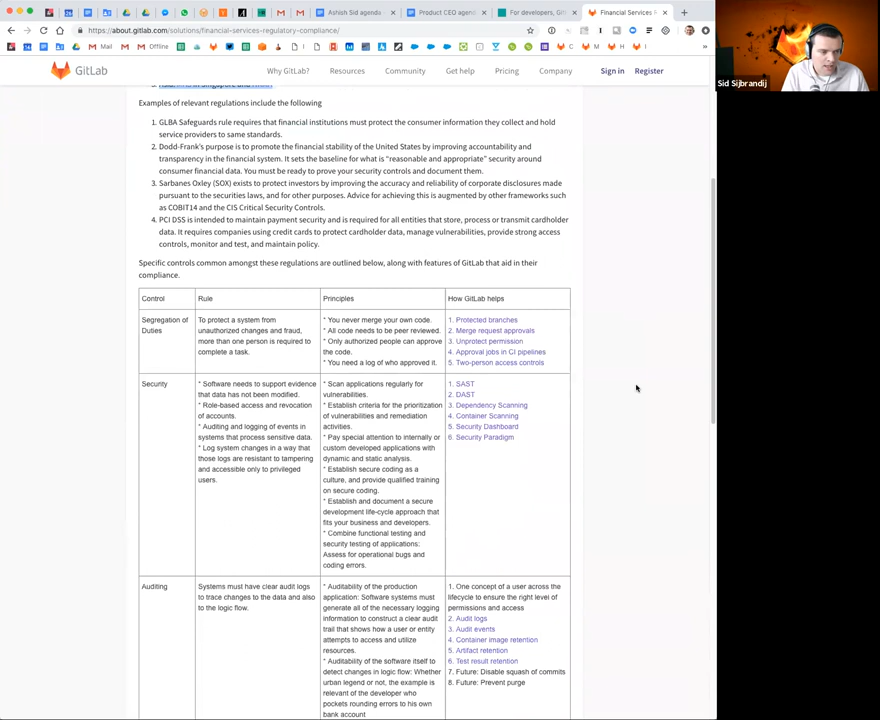 Ashish Sid agenda
Product CEO agen
For developers, Git
Financial Services R
https://about.gitlab.com/solutions/financial-services-regulatory-compliance/
Mail
Offline
GitLab
Why GitLab?
Resources
Community
Get help
Pricing
Company
Sign in
Register
Sid Sijbrandij
Examples of relevant regulations include the following
1. GLBA Safeguards rule requires that financial institutions must protect the consumer information they collect and hold
service providers to same standards.
2. Dodd-Frank's purpose is to promote the financial stability of the United States by improving accountability and
transparency in the financial system. It sets the baseline for what is "reasonable and appropriate" security around
consumer financial data. You must be ready to prove your security controls and document them.
3. Sarbanes Oxley (SOX) exists to protect investors by improving the accuracy and reliability of corporate disclosures made
pursuant to the securities laws, and for other purposes. Advice for achieving this is augmented by other frameworks such
as COBIT14 and the CIS Critical Security Controls.
4. PCI DSS is intended to maintain payment security and is required for all entities that store, process or transmit cardholder
data. It requires companies using credit cards to protect cardholder data, manage vulnerabilities, provide strong access
controls, monitor and test, and maintain policy.
Specific controls common amongst these regulations are outlined below, along with features of GitLab that aid in their
compliance.
Control
Rule
Principles
How GitLab helps
Segregation of
Duties
To protect a system from
unauthorized changes and fraud,
more than one person is required to
complete a task.
* You never merge your own code.
* All code needs to be peer reviewed.
* Only authorized people can approve
the code.
* You need a log of who approved it.
1. Protected branches
2. Merge request approvals
3. Unprotect permission
4. Approval jobs in CI pipelines
5. Two-person access controls
Security
* Software needs to support evidence
that data has not been modified.
* Role-based access and revocation
of accounts.
* Auditing and logging of events in
systems that process sensitive data.
* Log system changes in a way that
those logs are resistant to tampering
and accessible only to privileged
users.
* Scan applications regularly for
vulnerabilities.
* Establish criteria for the prioritization
of vulnerabilities and remediation
activities.
* Pay special attention to internally or
custom developed applications with
dynamic and static analysis.
* Establish secure coding as a
culture, and provide qualified training
on secure coding.
* Establish and document a secure
development life-cycle approach that
fits your business and developers.
* Combine functional testing and
security testing of applications:
Assess for operational bugs and
coding errors.
1. SAST
2. DAST
3. Dependency Scanning
4. Container Scanning
5. Security Dashboard
6. Security Paradigm
Auditing
Systems must have clear audit logs
to trace changes to the data and also
to the logic flow.
* Auditability of the production
application: Software systems must
generate all of the necessary logging
information to construct a clear audit
trail that shows how a user or entity
attempts to access and utilize
resources.
* Auditability of the software itself to
detect changes in logic flow: Whether
urban legend or not, the example is
relevant of the developer who
pockets rounding errors to his own
bank account
1. One concept of a user across the
lifecycle to ensure the right level of
permissions and access
2. Audit logs
3. Audit events
4. Container image retention
5. Artifact retention
6. Test result retention
7. Future: Disable squash of commits
8. Future: Prevent purge